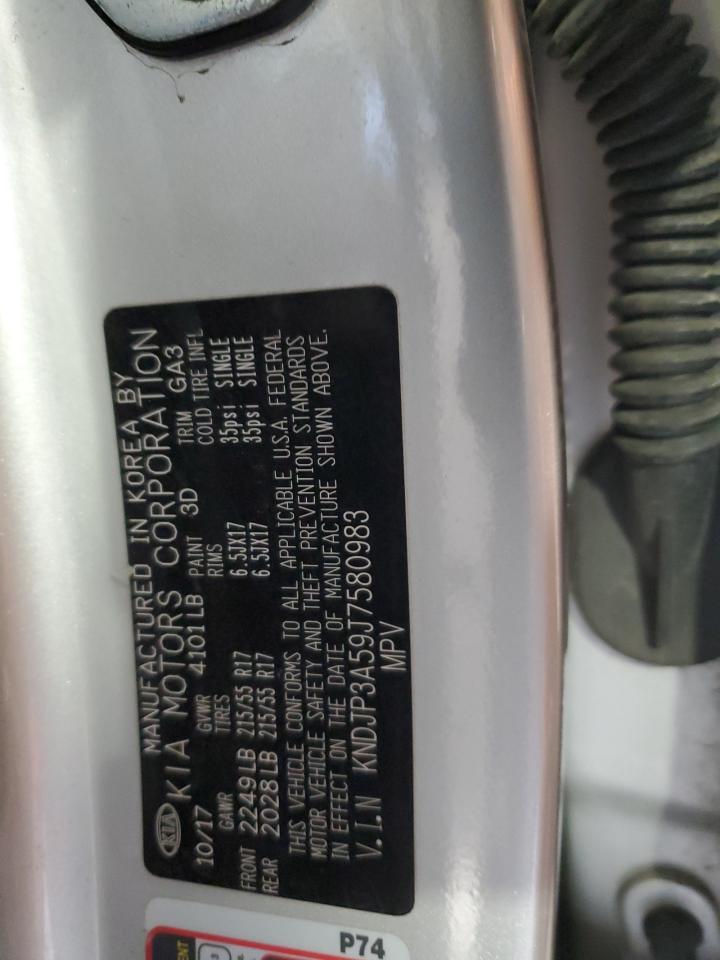 MANUFACTURED IN KOREA BY
KIA KIA MOTORS CORPORATION
10/17 GVWR 4101LB PAINT 3D TRIM GA3
GAWR TIRES RIMS COLD TIRE INFL
FRONT 2249LB 215/55 R17 6.5JX17 35psi SINGLE
REAR 2028LB 215/55 R17 6.5JX17 35psi SINGLE
THIS VEHICLE CONFORMS TO ALL APPLICABLE U.S.A. FEDERAL
MOTOR VEHICLE SAFETY AND THEFT PREVENTION STANDARDS
IN EFFECT ON THE DATE OF MANUFACTURE SHOWN ABOVE.
V.I.N KNDJP3A59J7580983
MPV
P74